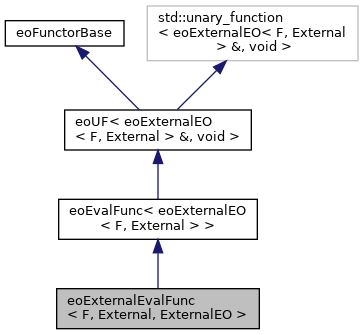 eoFunctorBase
std::unary_function
< eoExternalEO< F, External
> &, void >
eoUF< eoExternalEO
< F, External > &, void >
eoEvalFunc< eoExternalEO
< F, External > >
eoExternalEvalFunc
< F, External, ExternalEO >